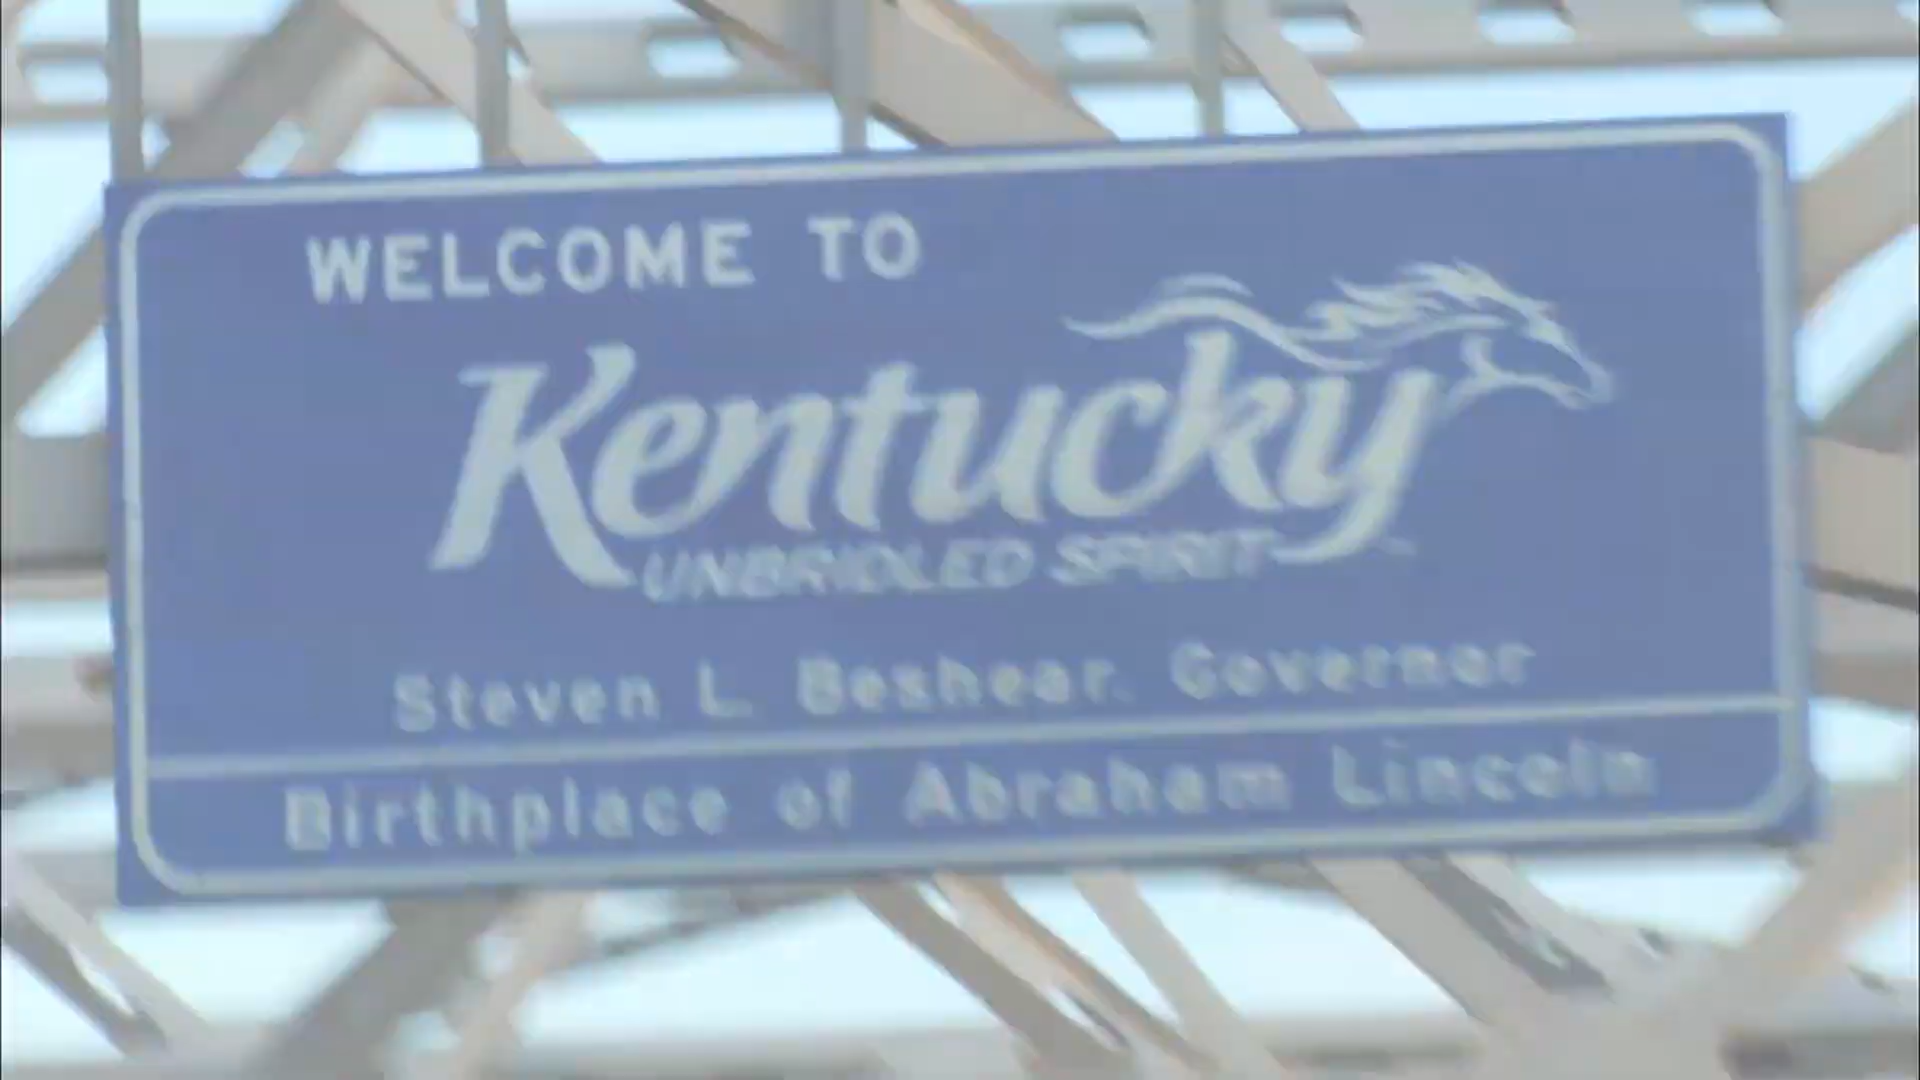 WELCOME TO
Kentucky
UNBRIDLED SPIRIT
Steven L. Beshear, Governor
Birthplace of Abraham Lincoln